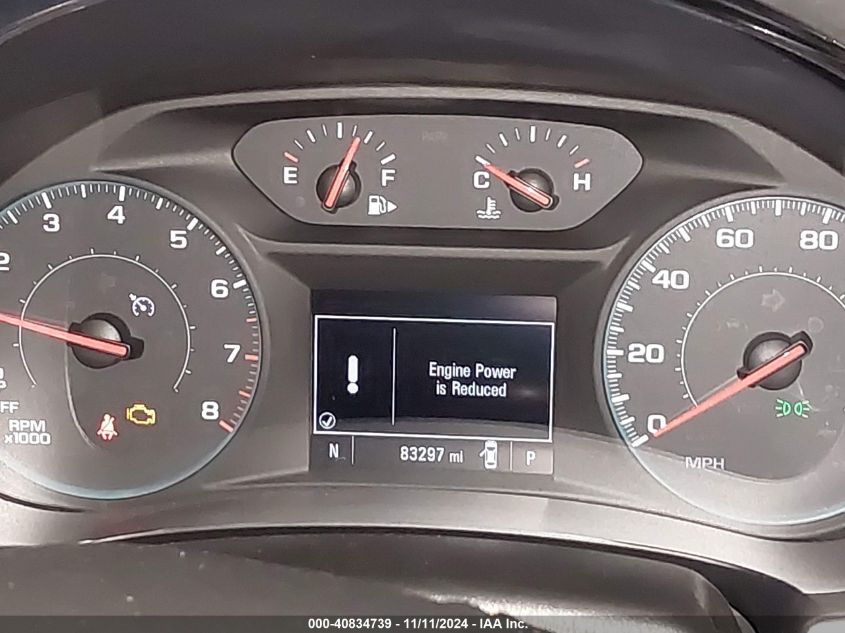 E F
C H
2 3 4 5 6 7 8
RPM
x1000
Engine Power
is Reduced
N 83297 mi P
0 20 40 60 80
MPH
000-40834739 - 11/11/2024 - IAA Inc.